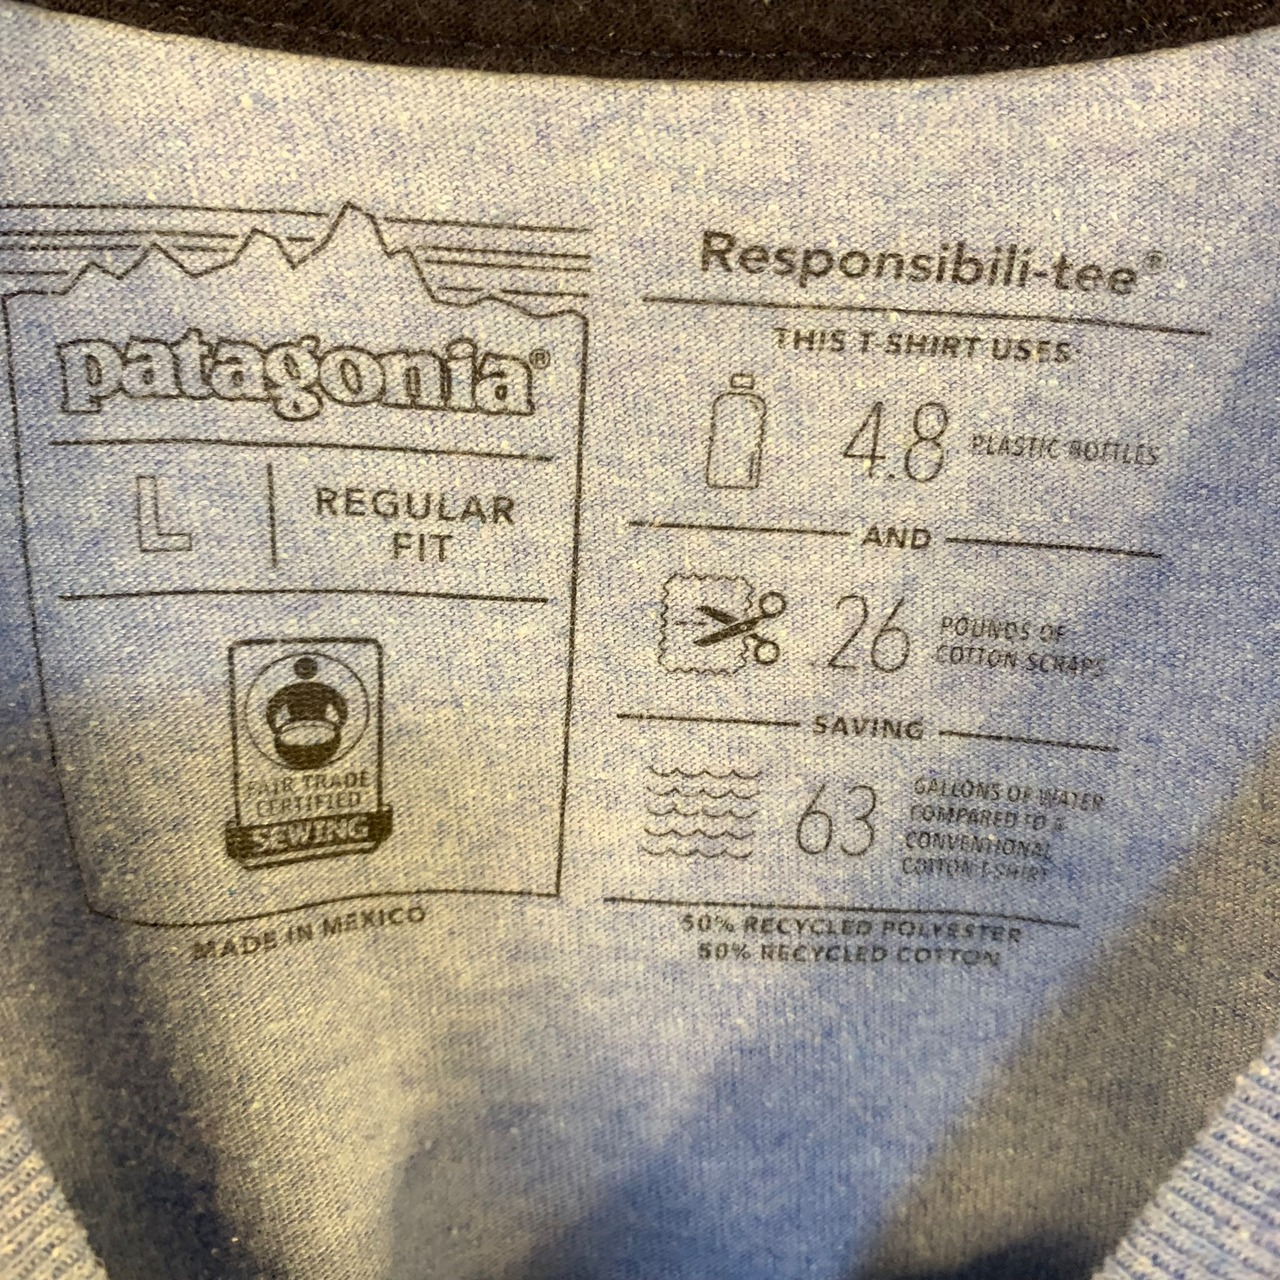 patagonia®
L
REGULAR
FIT
FAIR TRADE
CERTIFIED
SEWING
MADE IN MEXICO
Responsibili-tee®
THIS T-SHIRT USES:
4.8
PLASTIC BOTTLES
AND
.26
POUNDS OF
COTTON SCRAPS
SAVING
63
GALLONS OF WATER
COMPARED TO A
CONVENTIONAL
COTTON T-SHIRT
50% RECYCLED POLYESTER
50% RECYCLED COTTON